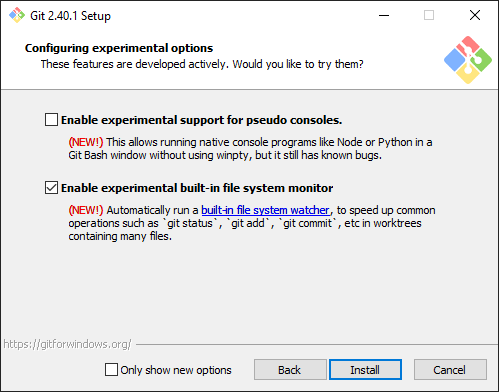 Git 2.40.1 Setup
Configuring experimental options
These features are developed actively. Would you like to try them?
Enable experimental support for pseudo consoles.
(NEW!) This allows running native console programs like Node or Python in a
Git Bash window without using winpty, but it still has known bugs.
Enable experimental built-in file system monitor
(NEW!) Automatically run a built-in file system watcher, to speed up common
operations such as `git status`, `git add`, `git commit`, etc in worktrees
containing many files.
https://gitforwindows.org/
Only show new options
Back
Install
Cancel